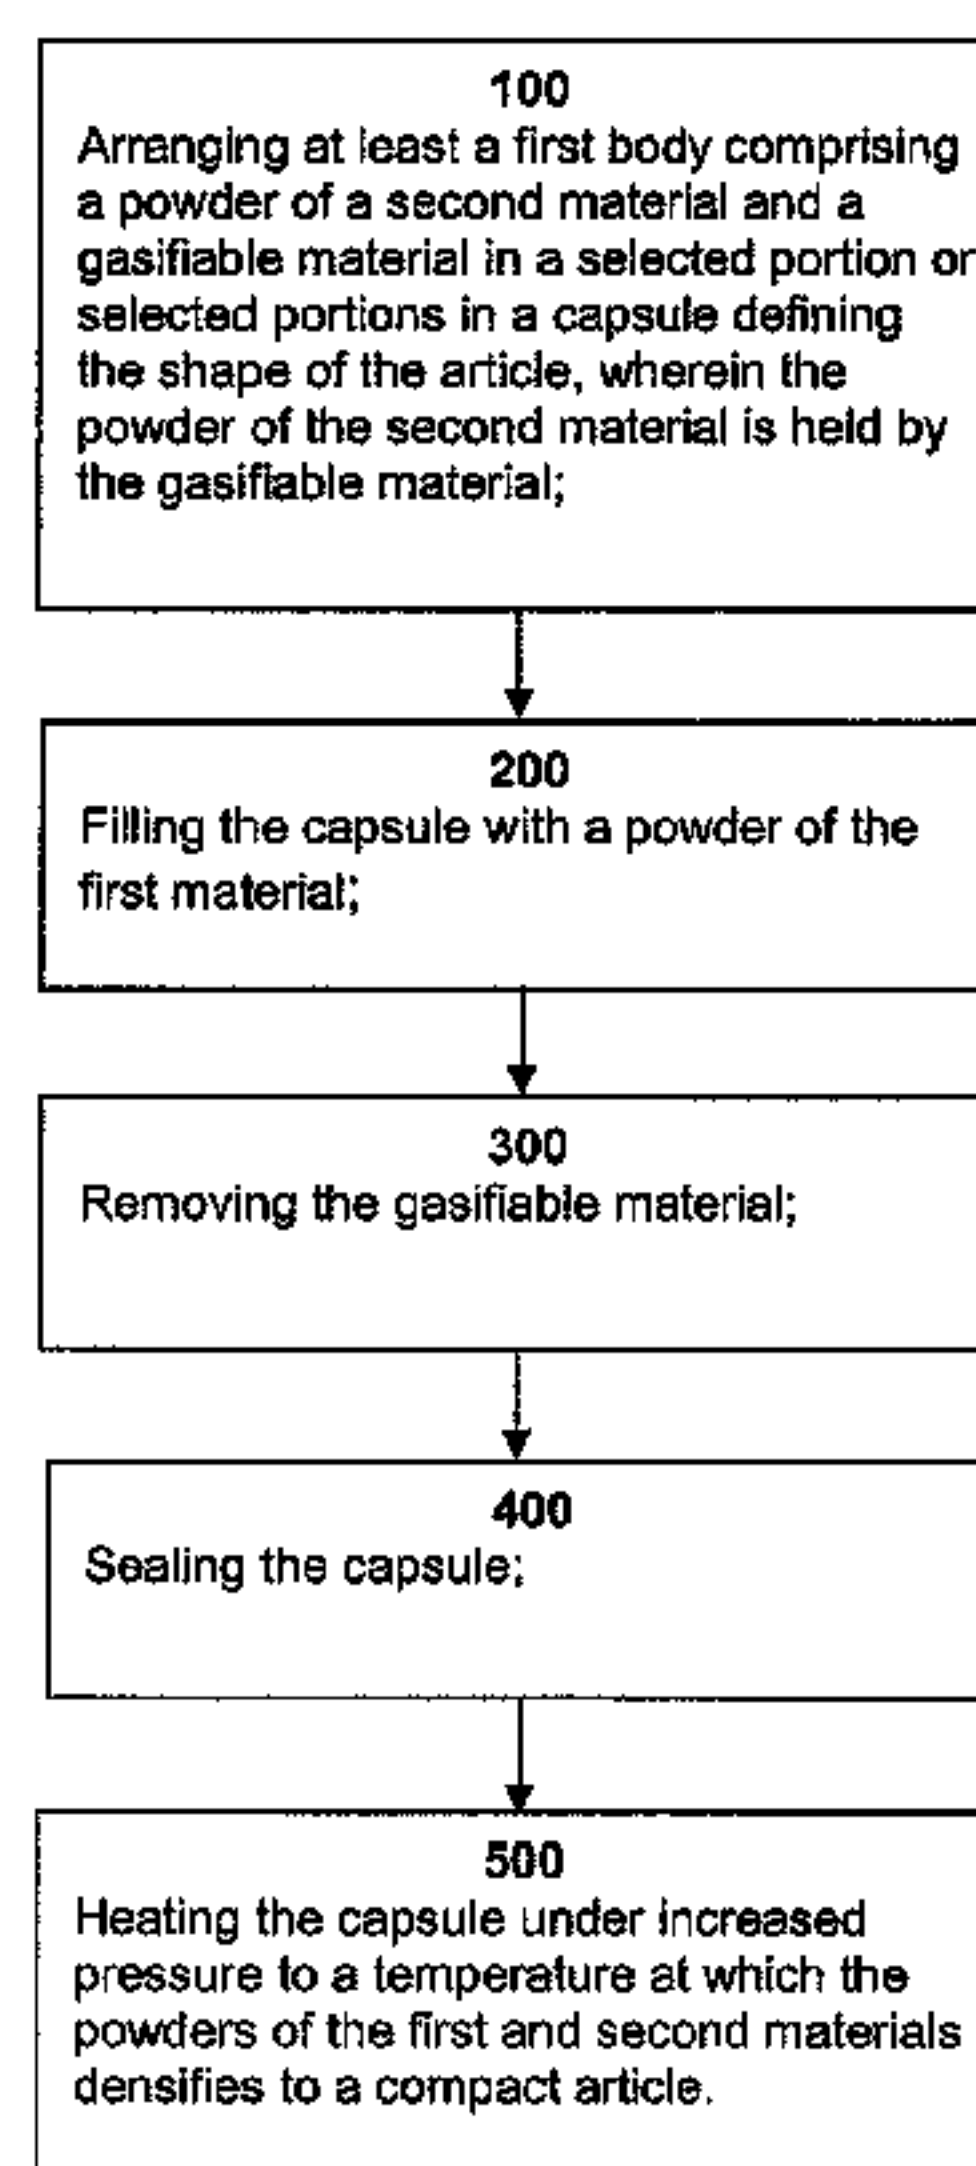 100
Arranging at least a first body comprising
a powder of a second material and a
gasifiable material in a selected portion or
selected portions in a capsule defining
the shape of the article, wherein the
powder of the second material is held by
the gasifiable material;
200
Filling the capsule with a powder of the
first material;
300
Removing the gasifiable material;
400
Sealing the capsule;
500
Heating the capsule under increased
pressure to a temperature at which the
powders of the first and second materials
densifies to a compact article.